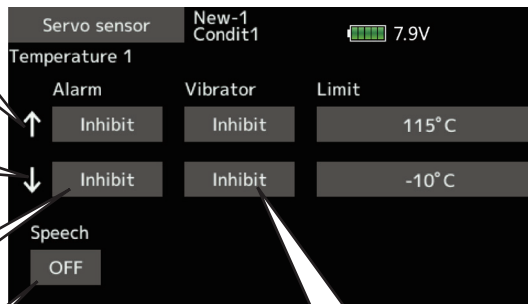 Servo sensor
New-1
Condit1
7.9V
Temperature 1
Alarm Vibrator Limit
↑ Inhibit Inhibit 115°C
↓ Inhibit Inhibit -10°C
Speech
OFF